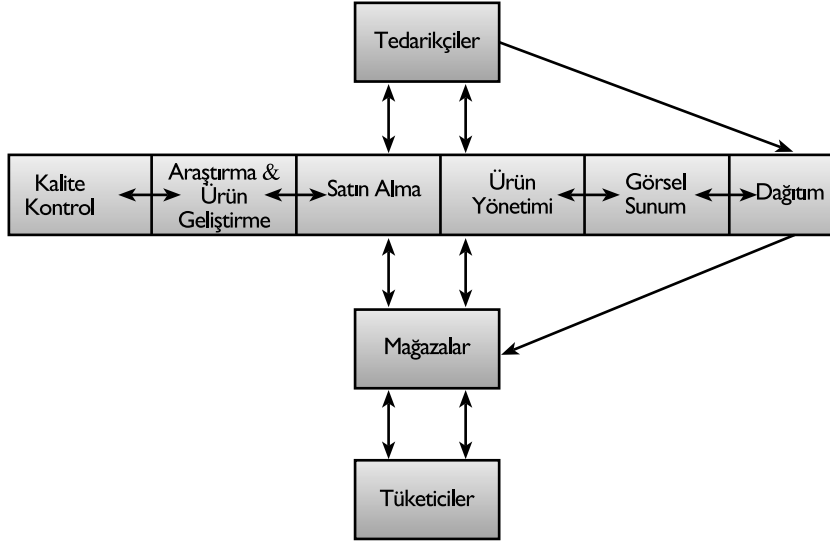 Tedarikçiler
Kalite
Kontrol
Araştırma &
Ürün
Geliştirme
Satın Alma
Ürün
Yönetimi
Görsel
Sunum
Dağıtım
Mağazalar
Tüketiciler